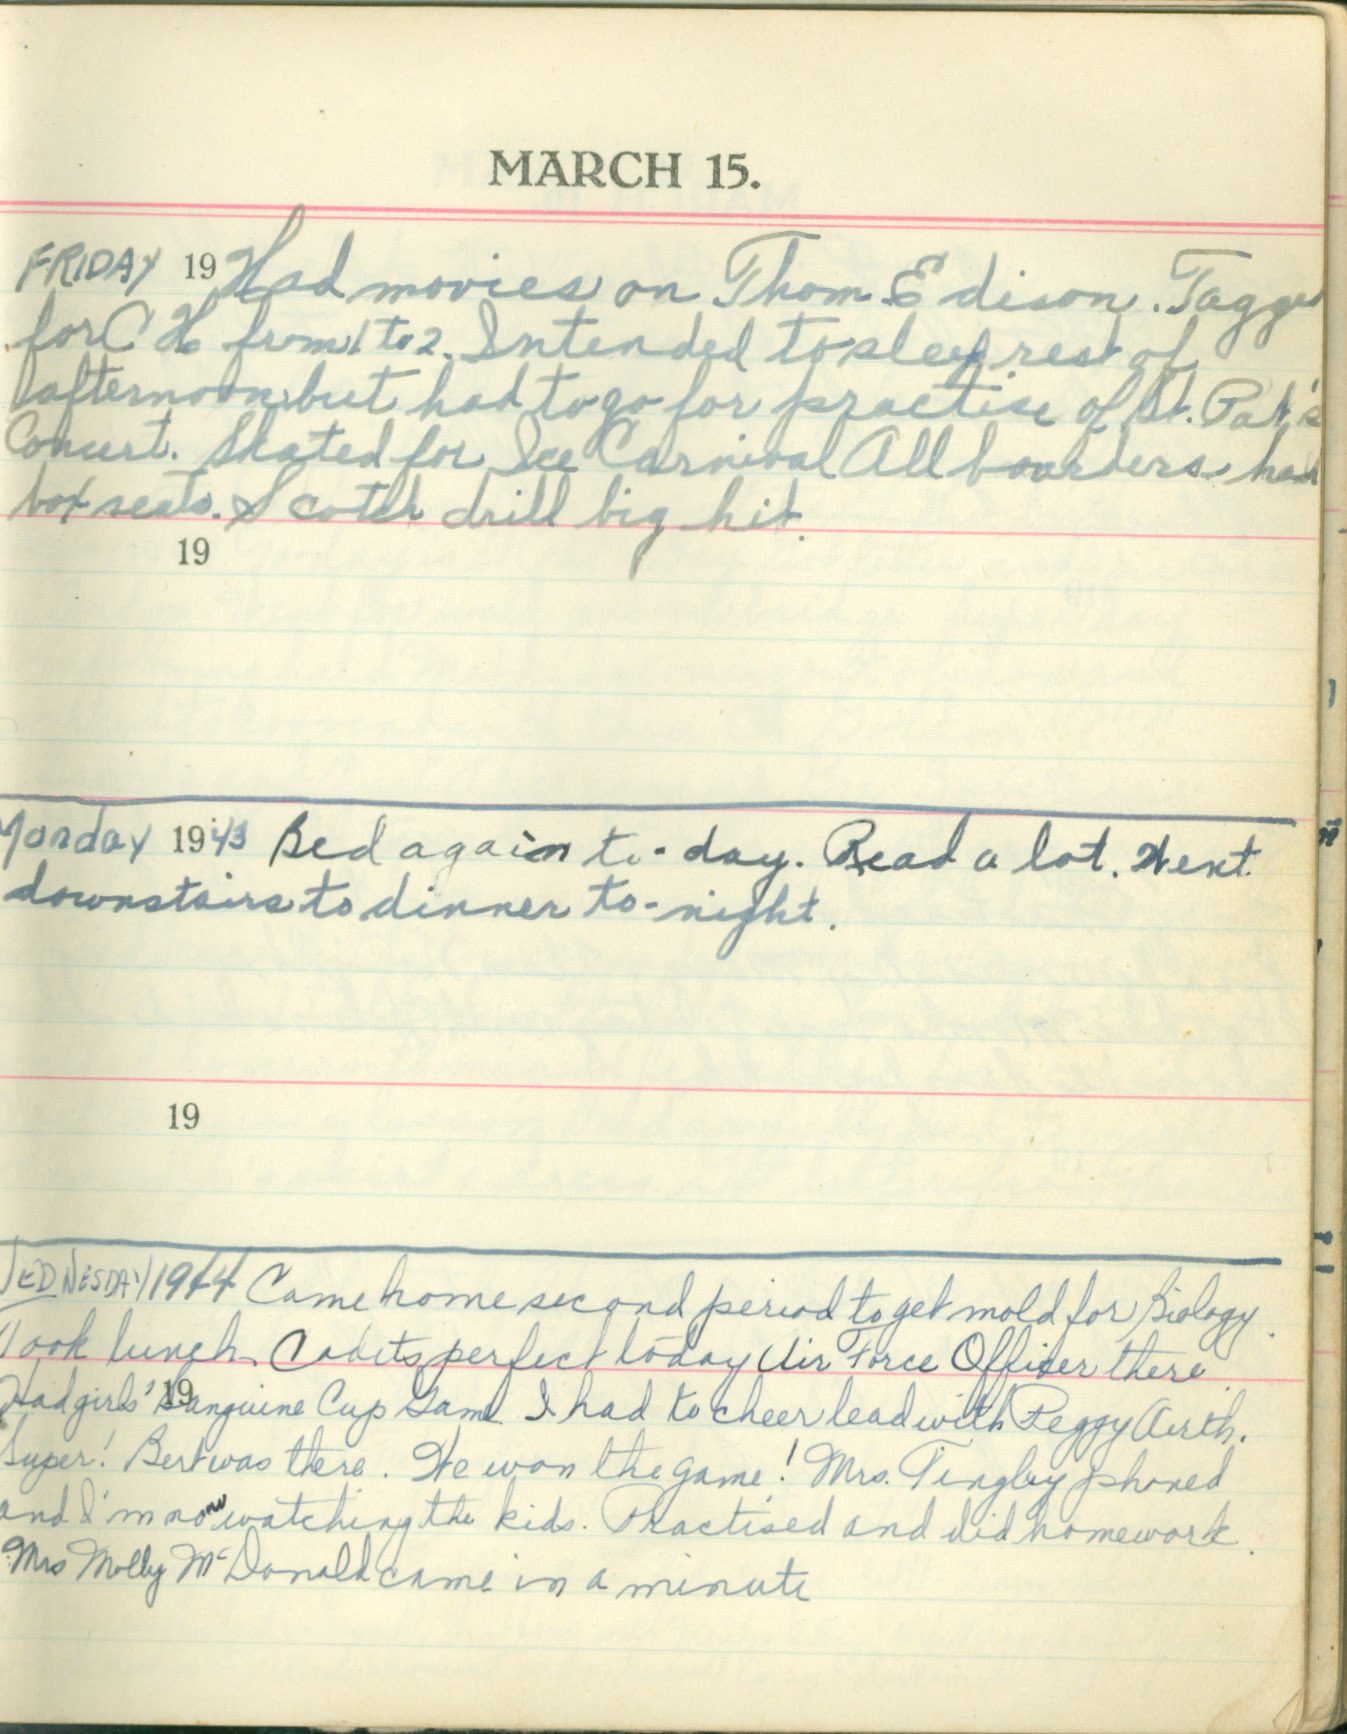 MARCH 15.
FRIDAY 19 Had movies on Thom. Edison. Tagged
for C H from 1 to 2. Intended to sleep rest of
afternoon but had to go for practise of St. Pat's
Concert. Skated for Ice Carnival All boarders had
box seats. Scotch drill big hit.
19
Monday 1943 Bed again to-day. Read a lot. Went
downstairs to dinner to-night.
19
WEDNESDAY 1944 Came home second period to get mold for Biology.
Took lunch. Cadets perfect today Air Force Officer there.
19
Had girls' Sanguine Cup Game. I had to cheer lead with Peggy Airth.
Super! Bert was there. We won the game! Mrs. Tingley phoned
and I'm now watching the kids. Practised and did homework.
Mrs Molly McDonald came in a minute